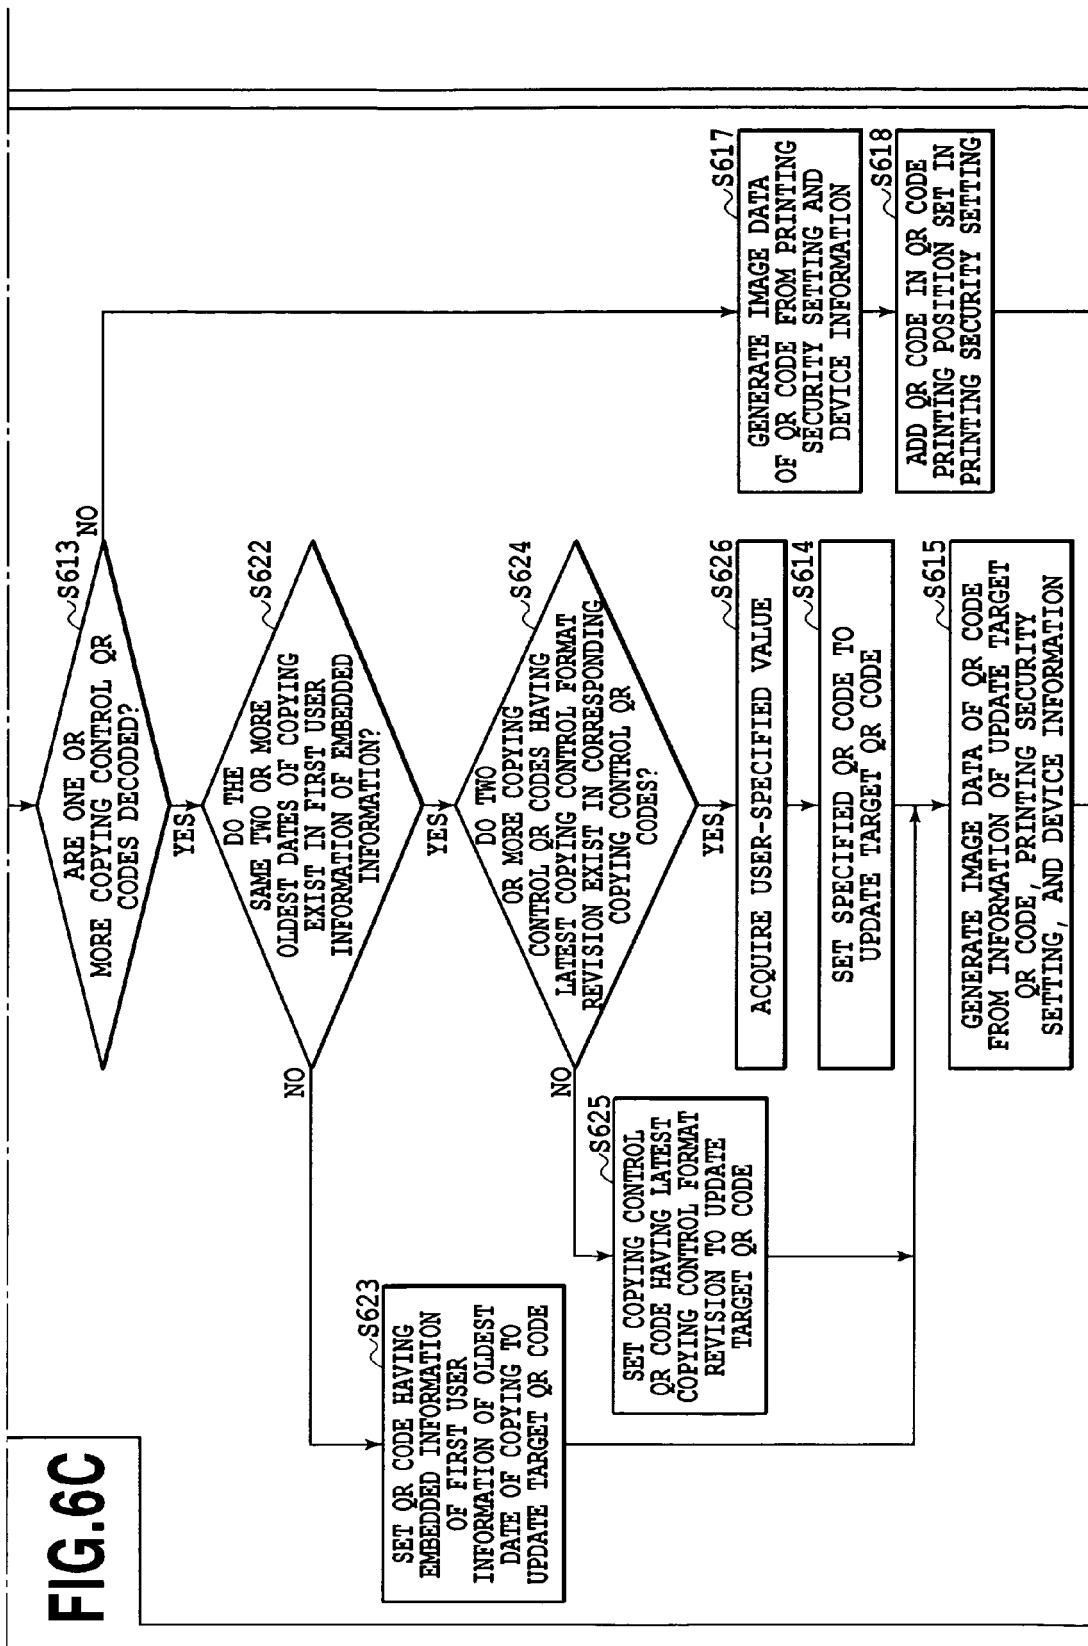 FIG.6C
S613
ARE ONE OR
MORE COPYING CONTROL QR
CODES DECODED?
NO
YES
S622
DO THE
SAME TWO OR MORE
OLDEST DATES OF COPYING
EXIST IN FIRST USER
INFORMATION OF EMBEDDED
INFORMATION?
NO
YES
S623
SET QR CODE HAVING
EMBEDDED INFORMATION
OF FIRST USER
INFORMATION OF OLDEST
DATE OF COPYING TO
UPDATE TARGET QR CODE
S624
DO TWO
OR MORE COPYING
CONTROL QR CODES HAVING
LATEST COPYING CONTROL FORMAT
REVISION EXIST IN CORRESPONDING
COPYING CONTROL QR
CODES?
NO
YES
S625
SET COPYING CONTROL
QR CODE HAVING LATEST
COPYING CONTROL FORMAT
REVISION TO UPDATE
TARGET QR CODE
S626
ACQUIRE USER-SPECIFIED VALUE
S614
SET SPECIFIED QR CODE TO
UPDATE TARGET QR CODE
S615
GENERATE IMAGE DATA OF QR CODE
FROM INFORMATION OF UPDATE TARGET
QR CODE, PRINTING SECURITY
SETTING, AND DEVICE INFORMATION
S617
GENERATE IMAGE DATA
OF QR CODE FROM PRINTING
SECURITY SETTING AND
DEVICE INFORMATION
S618
ADD QR CODE IN QR CODE
PRINTING POSITION SET IN
PRINTING SECURITY SETTING